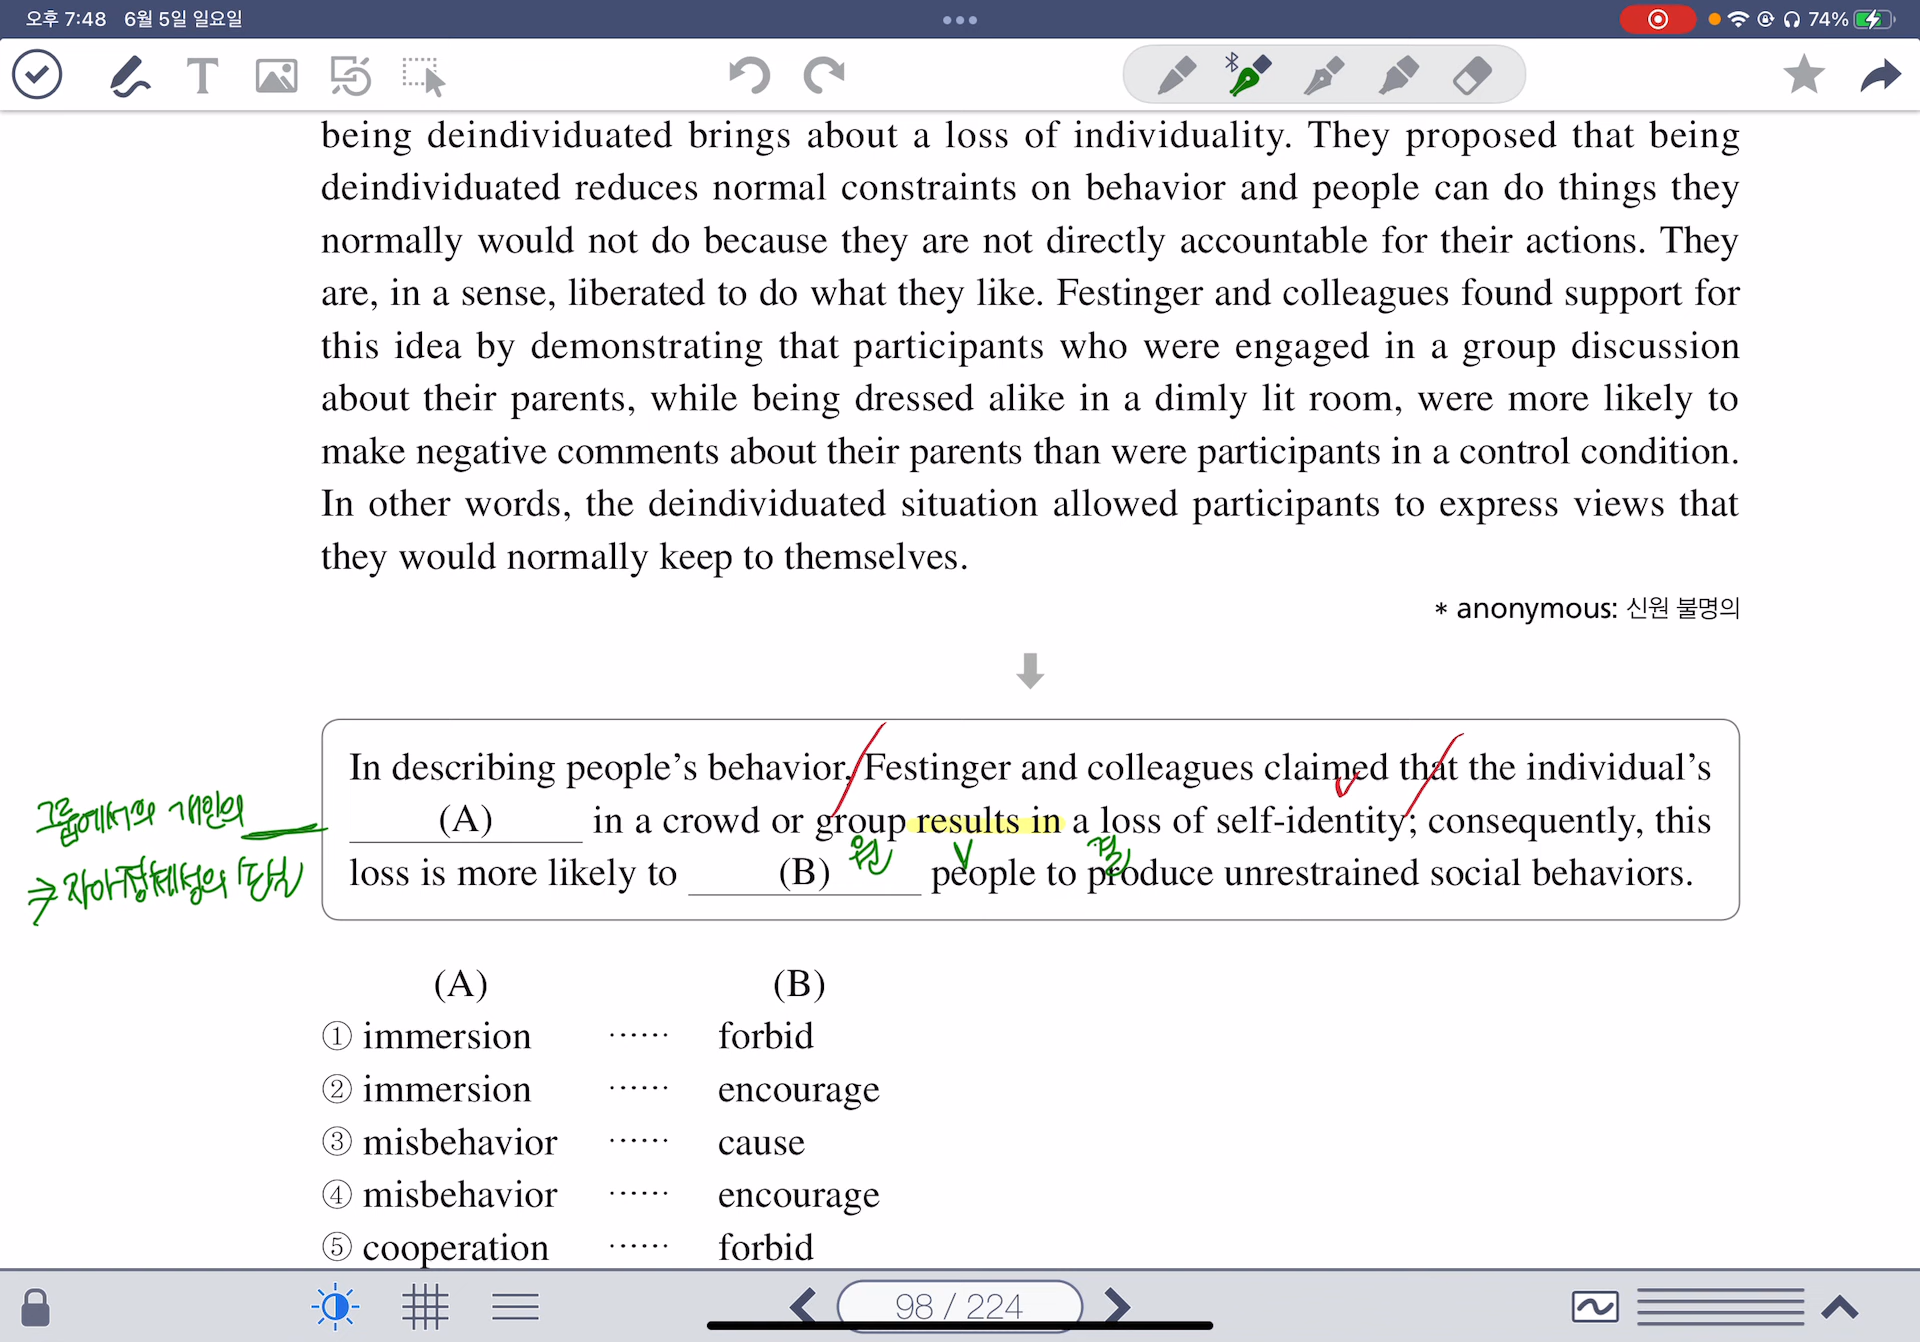 오후 7:48 6월 5일 일요일
74%
T
being deindividuated brings about a loss of individuality. They proposed that being
deindividuated reduces normal constraints on behavior and people can do things they
normally would not do because they are not directly accountable for their actions. They
are, in a sense, liberated to do what they like. Festinger and colleagues found support for
this idea by demonstrating that participants who were engaged in a group discussion
about their parents, while being dressed alike in a dimly lit room, were more likely to
make negative comments about their parents than were participants in a control condition.
In other words, the deindividuated situation allowed participants to express views that
they would normally keep to themselves.
* anonymous: 신원 불명의
In describing people's behavior, Festinger and colleagues claimed that the individual's
(A) in a crowd or group results in a loss of self-identity; consequently, this
loss is more likely to (B) people to produce unrestrained social behaviors.
그룹에서의 개인의
⇒ 자아정체성의 손실
원 V 결
(A) (B)
① immersion ...... forbid
② immersion ...... encourage
③ misbehavior ...... cause
④ misbehavior ...... encourage
⑤ cooperation ...... forbid
98 / 224